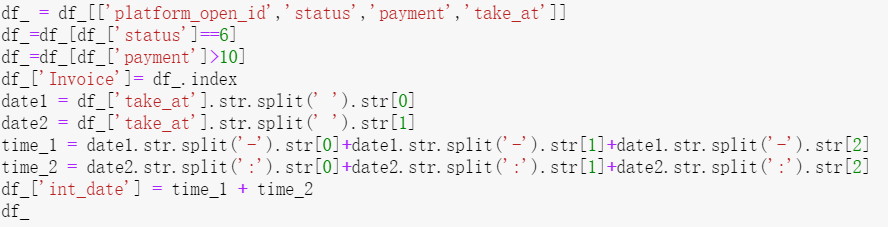 df_ = df_[['platform_open_id','status','payment','take_at']]
df_=df_[df_['status']==6]
df_=df_[df_['payment']>10]
df_['Invoice']= df_.index
date1 = df_['take_at'].str.split(' ').str[0]
date2 = df_['take_at'].str.split(' ').str[1]
time_1 = date1.str.split('-').str[0]+date1.str.split('-').str[1]+date1.str.split('-').str[2]
time_2 = date2.str.split(':').str[0]+date2.str.split(':').str[1]+date2.str.split(':').str[2]
df_['int_date'] = time_1 + time_2
df_